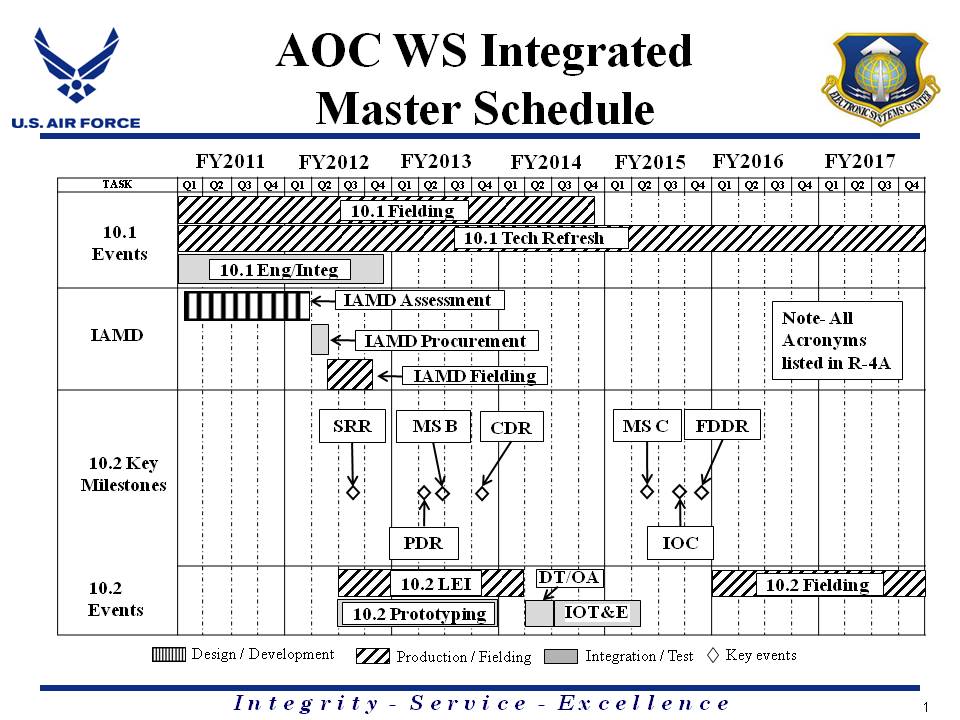 AOC WS Integrated
Master Schedule
U.S. AIR FORCE
ELECTRONIC SYSTEMS CENTER
FY2011 FY2012 FY2013 FY2014 FY2015 FY2016 FY2017
TASK Q1 Q2 Q3 Q4 Q1 Q2 Q3 Q4 Q1 Q2 Q3 Q4 Q1 Q2 Q3 Q4 Q1 Q2 Q3 Q4 Q1 Q2 Q3 Q4 Q1 Q2 Q3 Q4
10.1
Events
10.1 Fielding
10.1 Tech Refresh
10.1 Eng/Integ
IAMD
IAMD Assessment
IAMD Procurement
IAMD Fielding
Note- All
Acronyms
listed in R-4A
10.2 Key
Milestones
SRR MS B CDR MS C FDDR
PDR IOC
10.2
Events
10.2 LEI DT/OA 10.2 Fielding
10.2 Prototyping IOT&E
Design / Development Production / Fielding Integration / Test Key events
Integrity - Service - Excellence
1